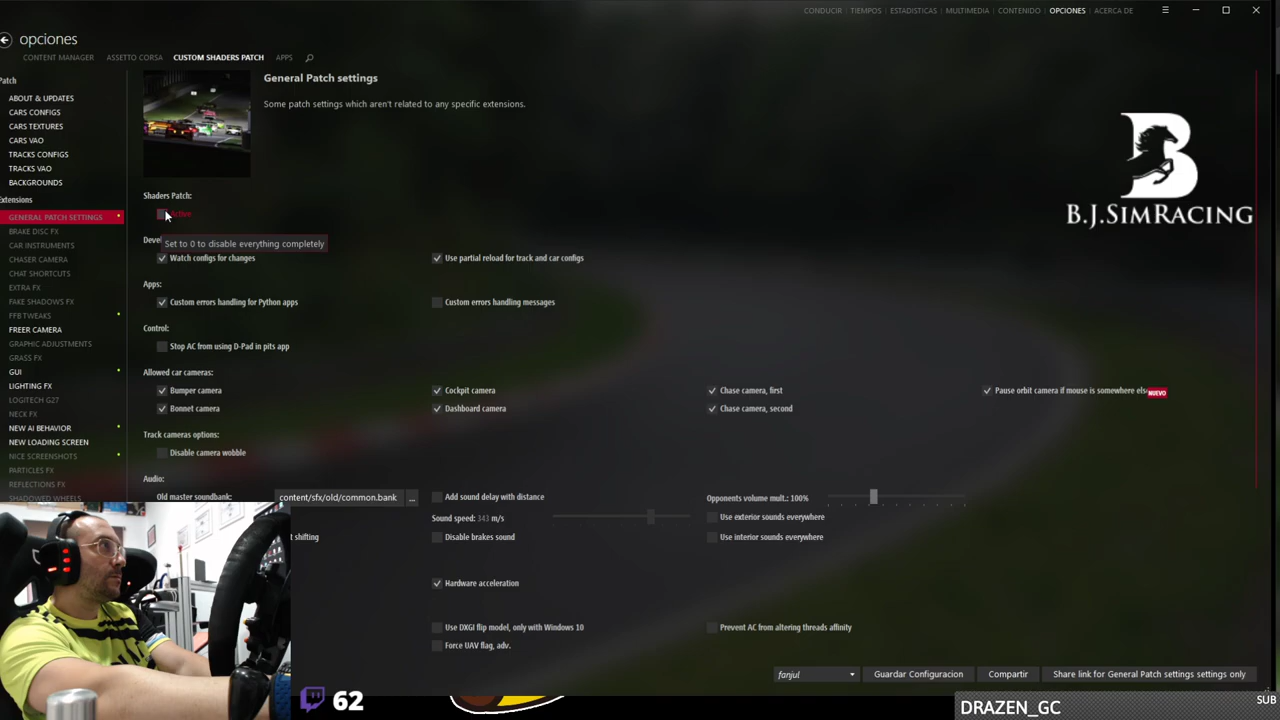 CONDUCIR | TIEMPOS | ESTADISTICAS | MULTIMEDIA | CONTENIDO | OPCIONES | ACERCA DE
opciones
CONTENT MANAGER ASSETTO CORSA CUSTOM SHADERS PATCH APPS
Patch
ABOUT & UPDATES
CARS CONFIGS
CARS TEXTURES
CARS VAO
TRACKS CONFIGS
TRACKS VAO
BACKGROUNDS
Extensions
GENERAL PATCH SETTINGS
BRAKE DISC FX
CAR INSTRUMENTS
CHASER CAMERA
CHAT SHORTCUTS
EXTRA FX
FAKE SHADOWS FX
FFB TWEAKS
FREER CAMERA
GRAPHIC ADJUSTMENTS
GRASS FX
GUI
LIGHTING FX
LOGITECH G27
NECK FX
NEW AI BEHAVIOR
NEW LOADING SCREEN
NICE SCREENSHOTS
PARTICLES FX
REFLECTIONS FX
SHADOWED WHEELS
General Patch settings
Some patch settings which aren't related to any specific extensions.
B.J.SIMRACING
Shaders Patch:
Set to 0 to disable everything completely
Watch configs for changes Use partial reload for track and car configs
Apps:
Custom errors handling for Python apps Custom errors handling messages
Control:
Stop AC from using D-Pad in pits app
Allowed car cameras:
Bumper camera Cockpit camera Chase camera, first Pause orbit camera if mouse is somewhere
NUEVO
Bonnet camera Dashboard camera Chase camera, second
Track cameras options:
Disable camera wobble
Audio:
Old master soundbank: content/sfx/old/common.bank ... Add sound delay with distance Opponents volume mult.: 100%
Sound speed: 343 m/s Use exterior sounds everywhere
t shifting Disable brakes sound Use interior sounds everywhere
Hardware acceleration
Use DXGI flip model, only with Windows 10 Prevent AC from altering threads affinity
Force UAV flag, adv.
fanjul Guardar Configuracion Compartir Share link for General Patch settings settings only
62
DRAZEN_GC
SUB